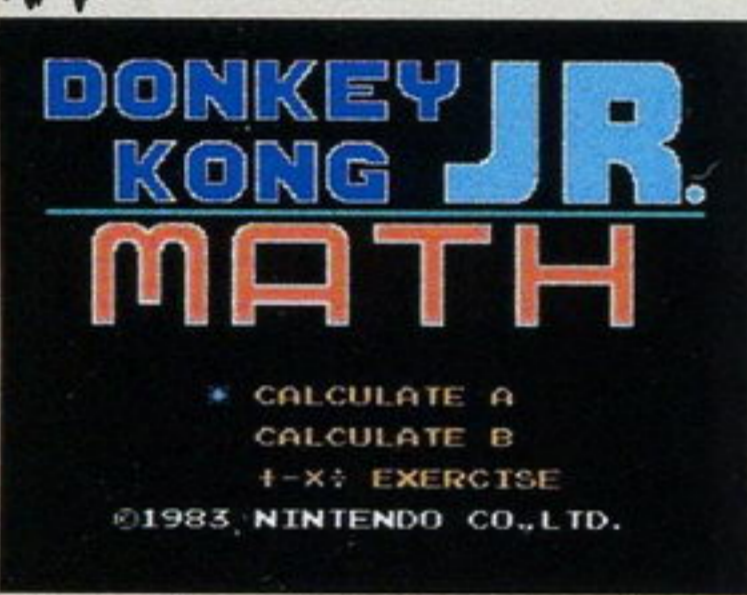 DONKEY
KONG JR.
MATH
* CALCULATE A
CALCULATE B
+-×÷ EXERCISE
©1983 NINTENDO CO.,LTD.